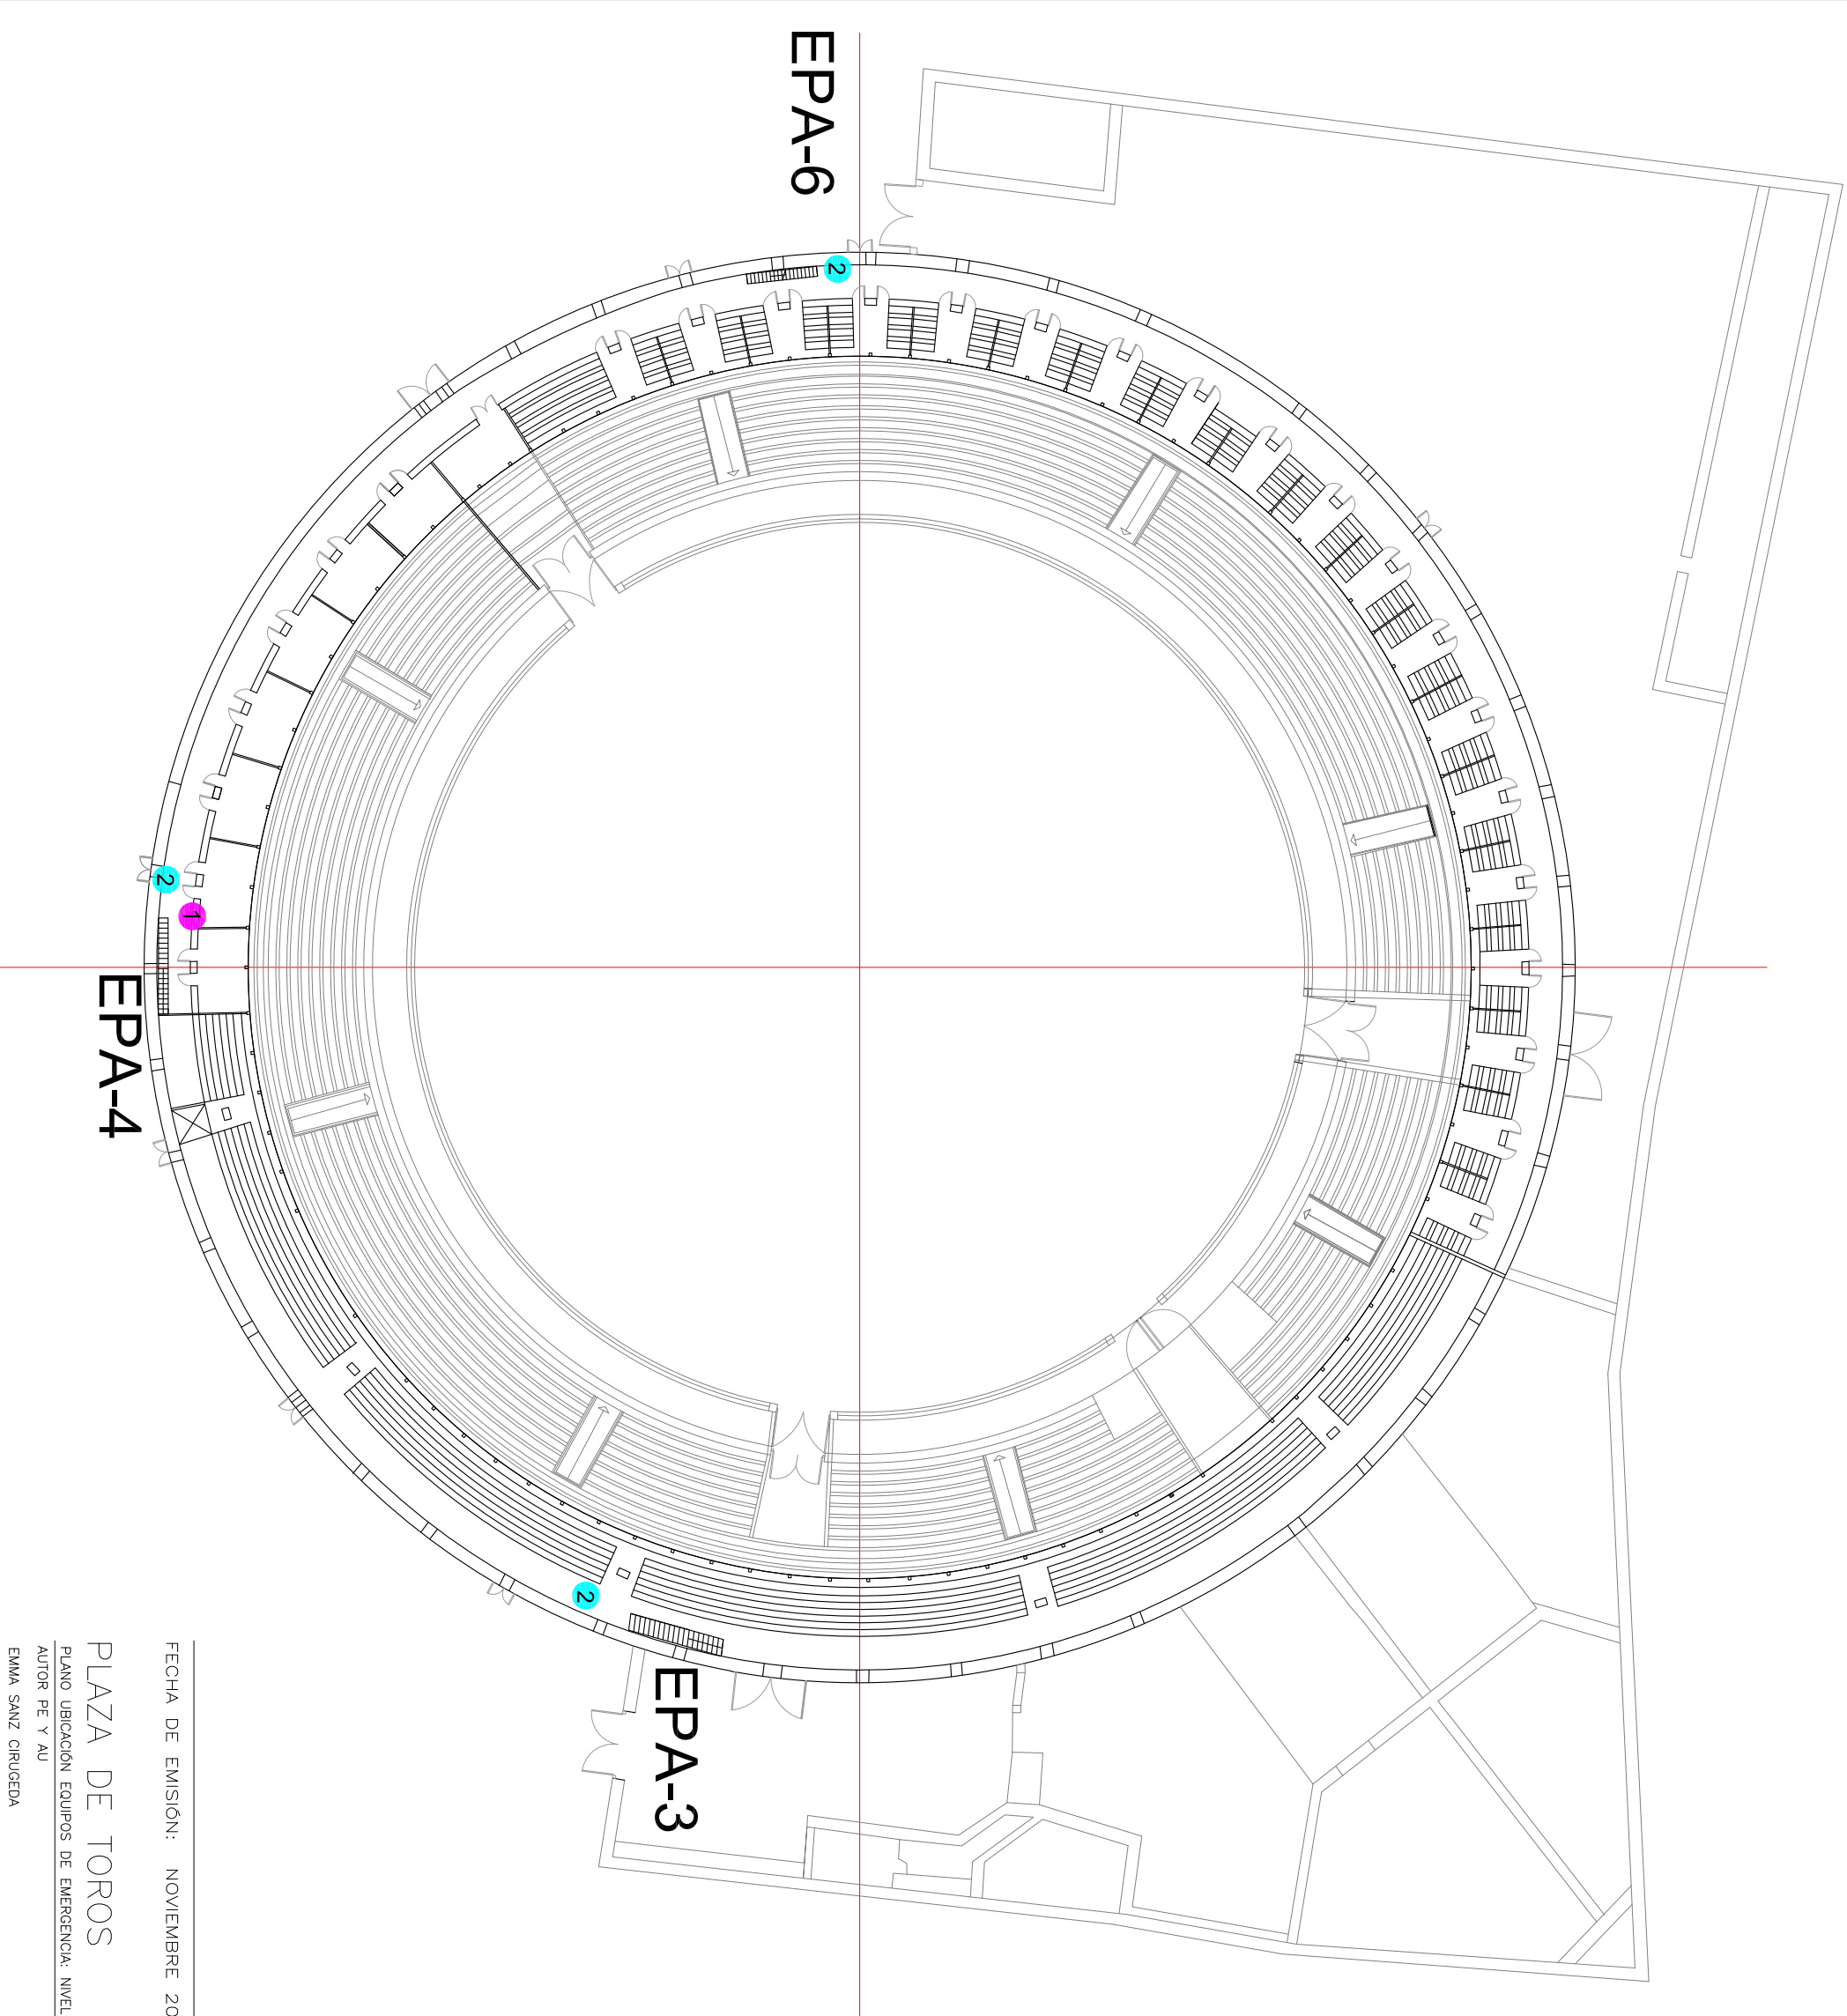 EPA-6
2
2
1
EPA-4
2
EPA-3
FECHA DE EMISIÓN: NOVIEMBRE 20
PLAZA DE TOROS
PLANO UBICACIÓN EQUIPOS DE EMERGENCIA: NIVEL
AUTOR PE Y AU
EMMA SANZ CIRUGEDA